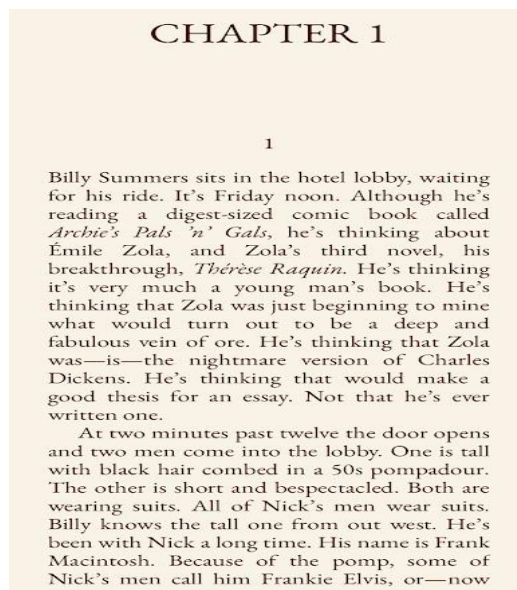 CHAPTER 1
1
Billy Summers sits in the hotel lobby, waiting
for his ride. It's Friday noon. Although he's
reading a digest-sized comic book called
Archie's Pals 'n' Gals, he's thinking about
Émile Zola, and Zola's third novel, his
breakthrough, Thérèse Raquin. He's thinking
it's very much a young man's book. He's
thinking that Zola was just beginning to mine
what would turn out to be a deep and
fabulous vein of ore. He's thinking that Zola
was—is—the nightmare version of Charles
Dickens. He's thinking that would make a
good thesis for an essay. Not that he's ever
written one.
At two minutes past twelve the door opens
and two men come into the lobby. One is tall
with black hair combed in a 50s pompadour.
The other is short and bespectacled. Both are
wearing suits. All of Nick's men wear suits.
Billy knows the tall one from out west. He's
been with Nick a long time. His name is Frank
Macintosh. Because of the pomp, some of
Nick's men call him Frankie Elvis, or—now